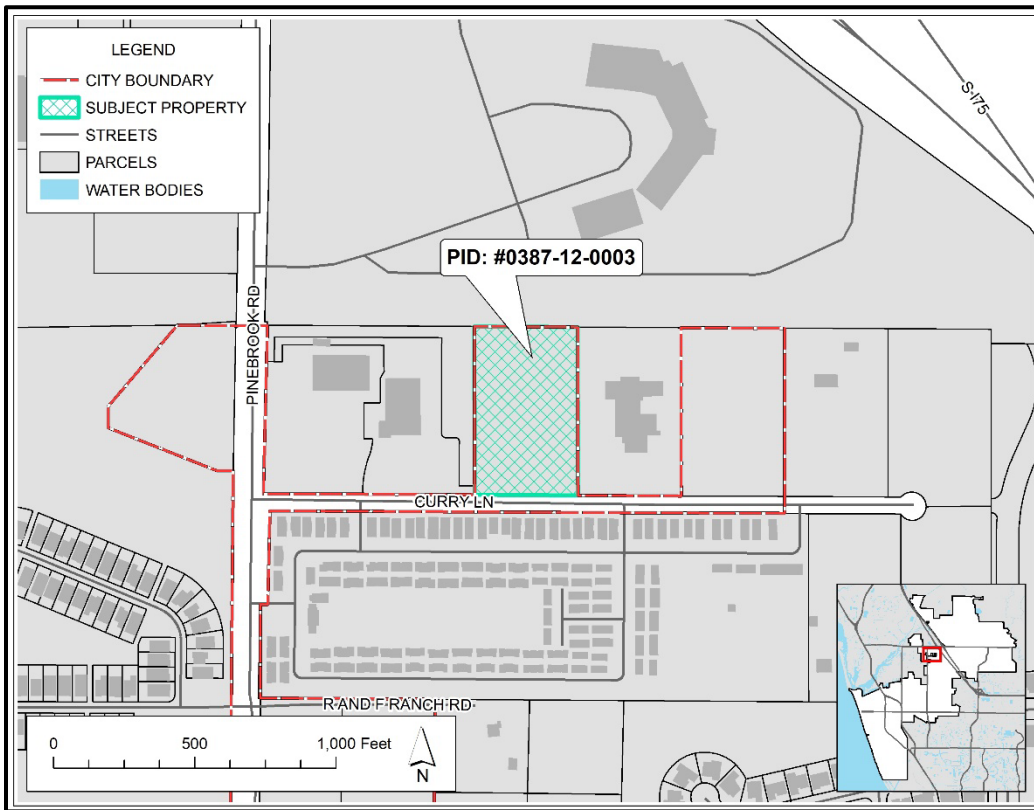 LEGEND
CITY BOUNDARY
SUBJECT PROPERTY
STREETS
PARCELS
WATER BODIES
S-I75
PID: #0387-12-0003
PINEBROOK RD
CURRY LN
R AND F RANCH RD
0 500 1,000 Feet
N